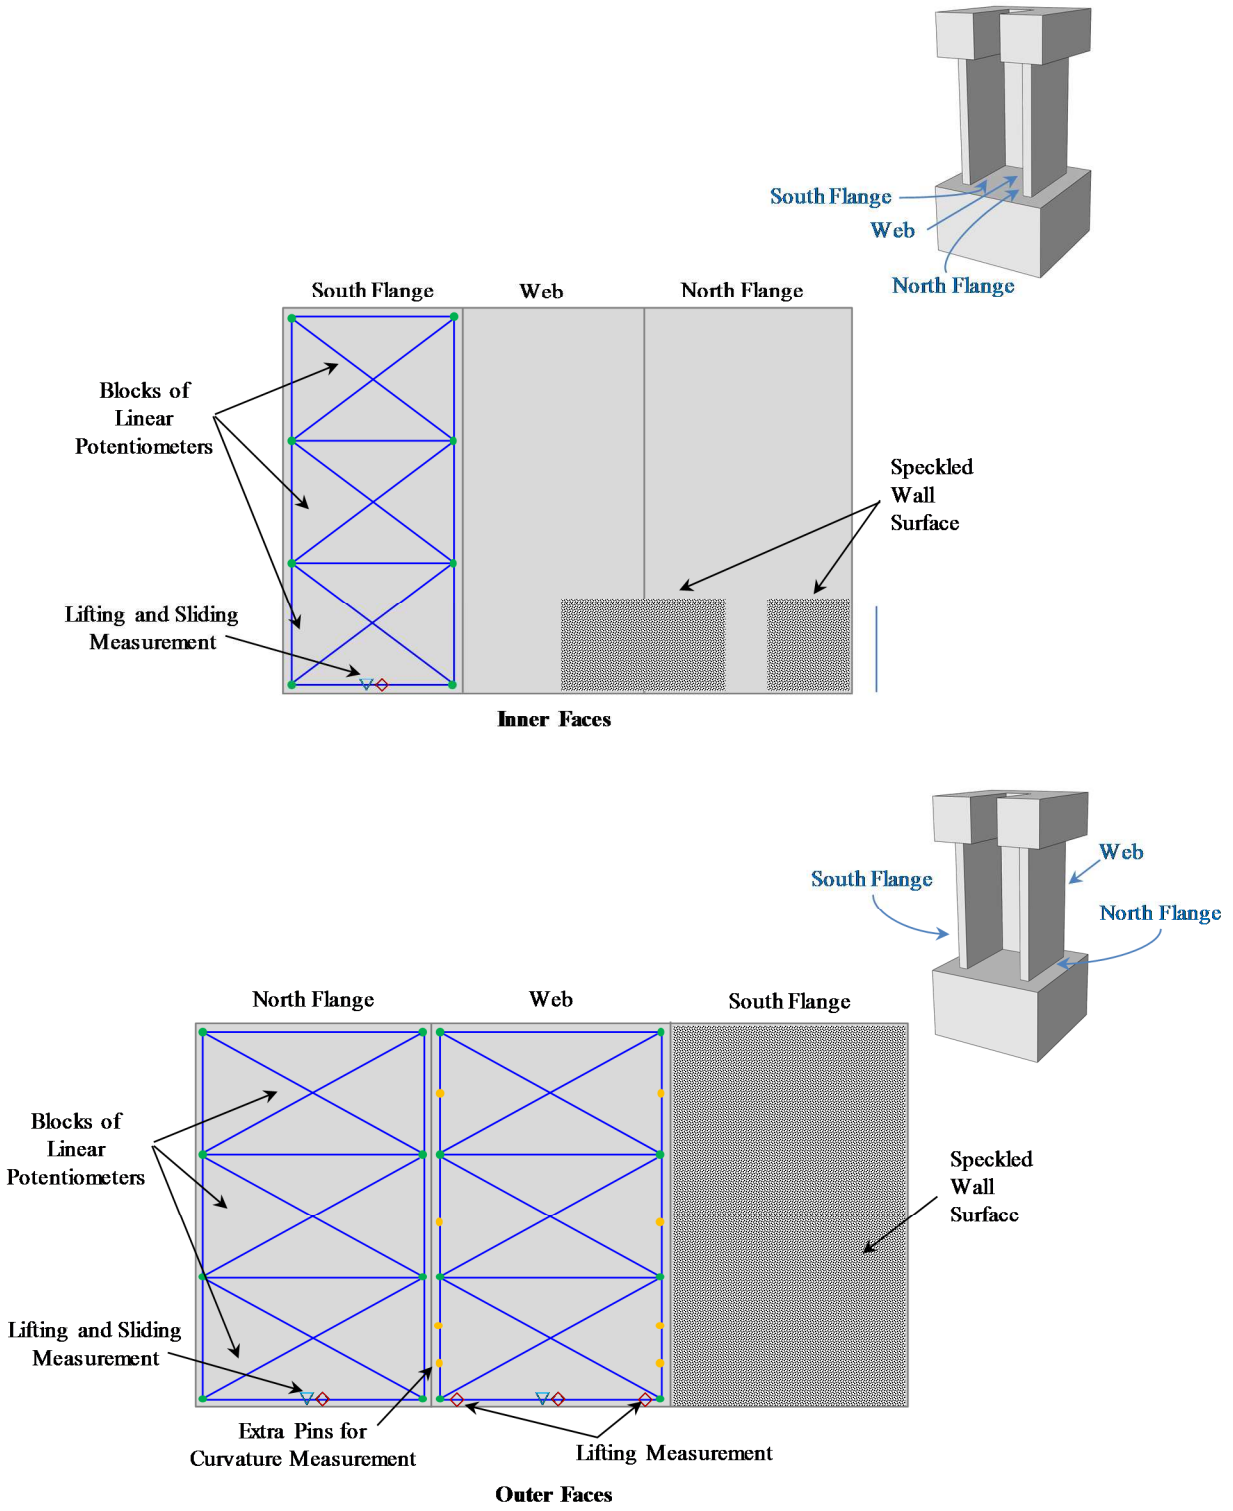 South Flange
Web
North Flange
South Flange
Web
North Flange
Blocks of
Linear
Potentiometers
Speckled
Wall
Surface
Lifting and Sliding
Measurement
Inner Faces
Web
South Flange
North Flange
North Flange
Web
South Flange
Blocks of
Linear
Potentiometers
Speckled
Wall
Surface
Lifting and Sliding
Measurement
Extra Pins for
Curvature Measurement
Lifting Measurement
Outer Faces